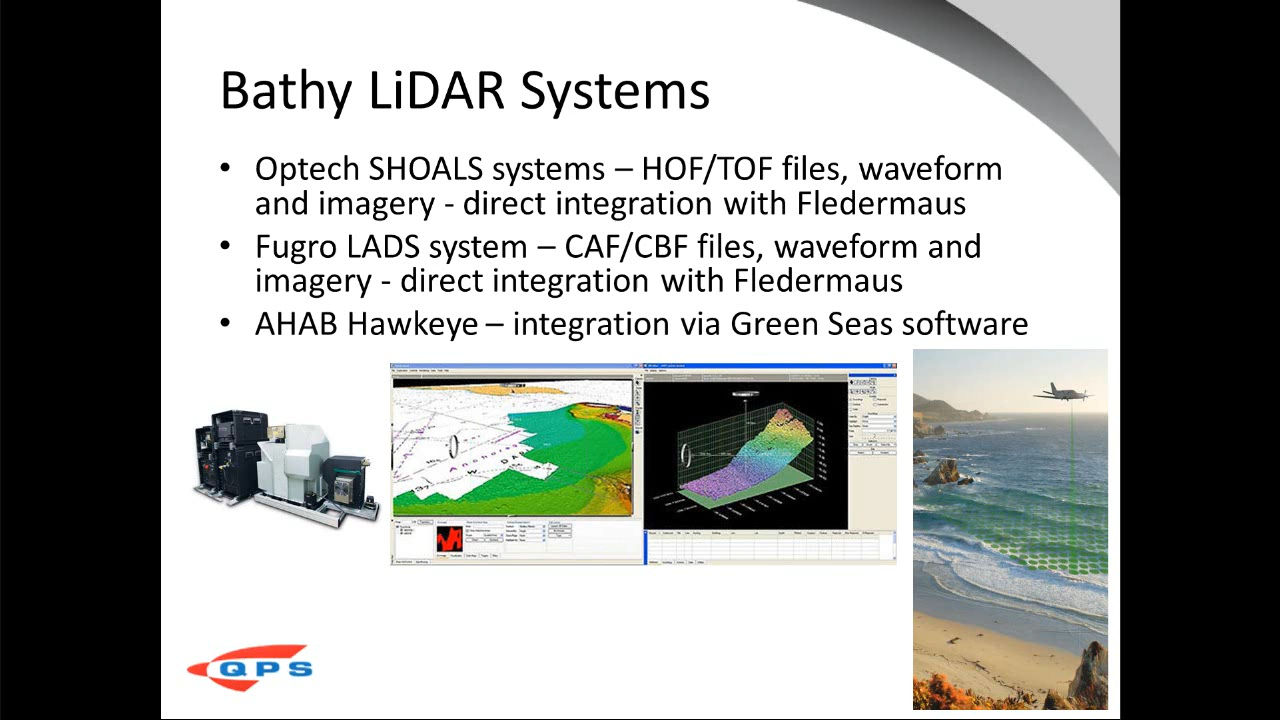 Bathy LiDAR Systems
• Optech SHOALS systems – HOF/TOF files, waveform
and imagery - direct integration with Fledermaus
• Fugro LADS system – CAF/CBF files, waveform and
imagery - direct integration with Fledermaus
• AHAB Hawkeye – integration via Green Seas software
QPS